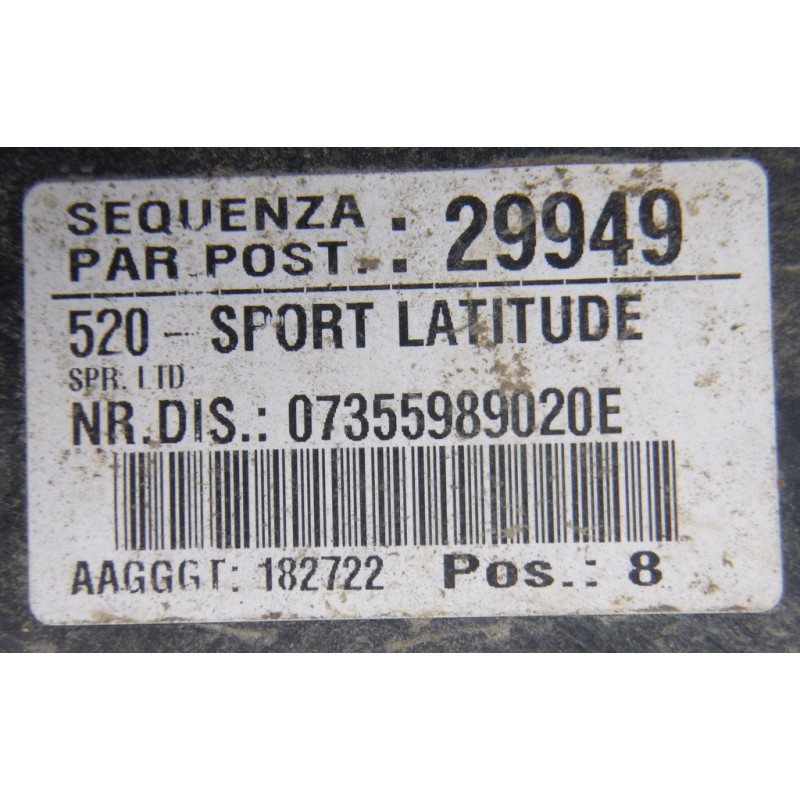 SEQUENZA
PAR POST. : 29949
520 - SPORT LATITUDE
SPR. LTD
NR.DIS.: 07355989020E
AAGGGT: 182722 Pos.: 8